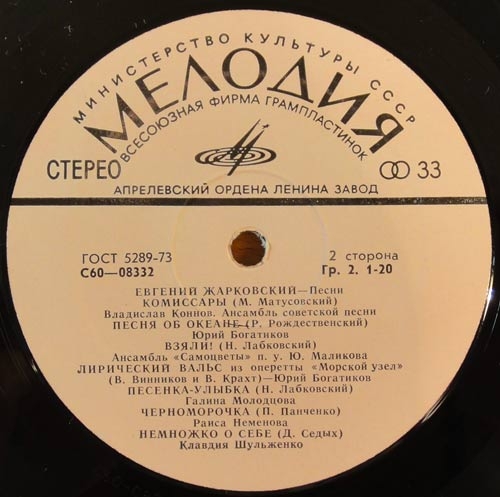 МИНИСТЕРСТВО КУЛЬТУРЫ СССР
МЕЛОДИЯ
ВСЕСОЮЗНАЯ ФИРМА ГРАМПЛАСТИНОК
СТЕРЕО
33
АПРЕЛЕВСКИЙ ОРДЕНА ЛЕНИНА ЗАВОД
ГОСТ 5289-73
2 сторона
С60—08332
Гр. 2. 1-20
ЕВГЕНИЙ ЖАРКОВСКИЙ—Песни
КОМИССАРЫ (М. Матусовский)
Владислав Коннов. Ансамбль советской песни
ПЕСНЯ ОБ ОКЕАНЕ (Р. Рождественский)
Юрий Богатиков
ВЗЯЛИ! (Н. Лабковский)
Ансамбль «Самоцветы» п. у. Ю. Маликова
ЛИРИЧЕСКИЙ ВАЛЬС из оперетты «Морской узел»
(В. Винников и В. Крахт)—Юрий Богатиков
ПЕСЕНКА-УЛЫБКА (Н. Лабковский)
Галина Молодцова
ЧЕРНОМОРОЧКА (П. Панченко)
Раиса Неменова
НЕМНОЖКО О СЕБЕ (Д. Седых)
Клавдия Шульженко